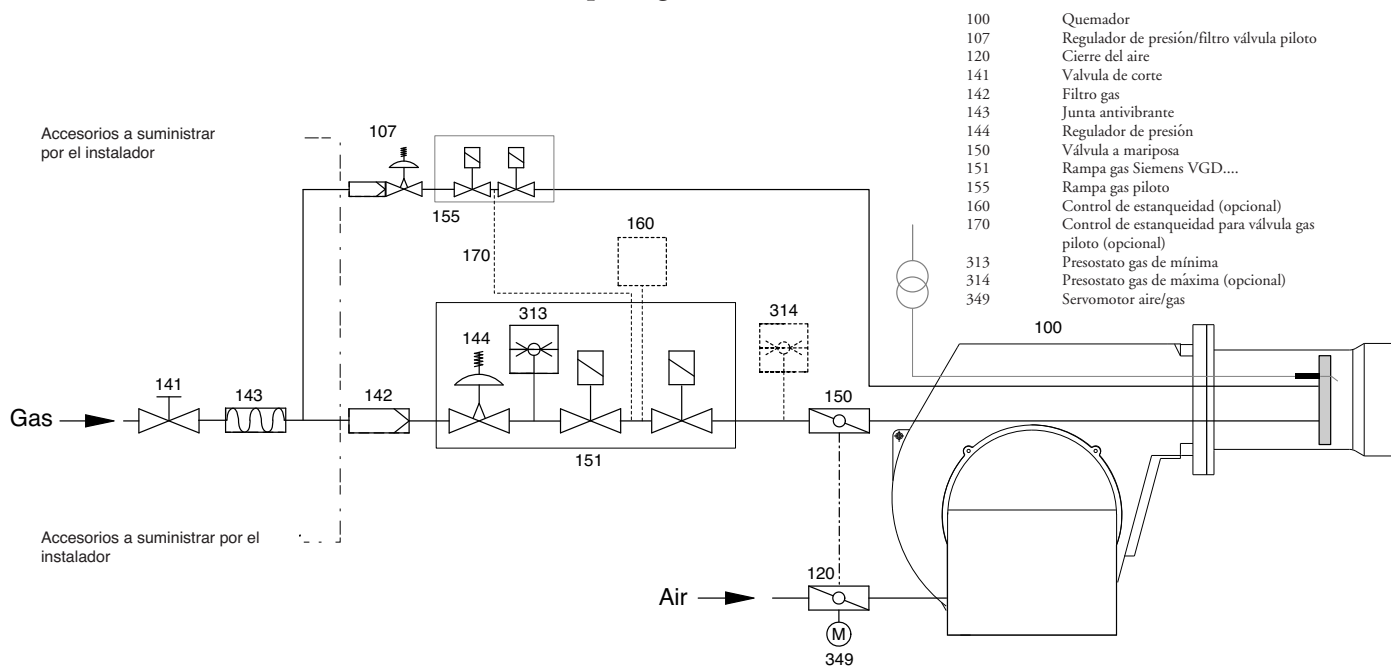 100 Quemador
107 Regulador de presión/filtro válvula piloto
120 Cierre del aire
141 Valvula de corte
142 Filtro gas
143 Junta antivibrante
144 Regulador de presión
150 Válvula a mariposa
151 Rampa gas Siemens VGD....
155 Rampa gas piloto
160 Control de estanqueidad (opcional)
170 Control de estanqueidad para válvula gas
piloto (opcional)
313 Presostato gas de mínima
314 Presostato gas de máxima (opcional)
349 Servomotor aire/gas
Accesorios a suministrar
por el instalador
107
155
160
170
313
314
100
144
141
143
142
150
Gas
151
Accesorios a suministrar por el
instalador
120
Air
M
349